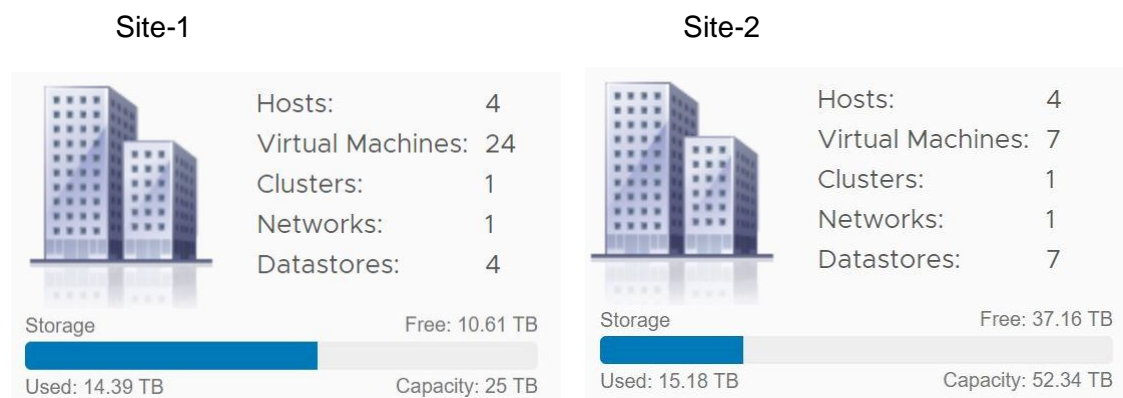 Site-1
Hosts: 4
Virtual Machines: 24
Clusters: 1
Networks: 1
Datastores: 4
Storage Free: 10.61 TB
Used: 14.39 TB Capacity: 25 TB
Site-2
Hosts: 4
Virtual Machines: 7
Clusters: 1
Networks: 1
Datastores: 7
Storage Free: 37.16 TB
Used: 15.18 TB Capacity: 52.34 TB